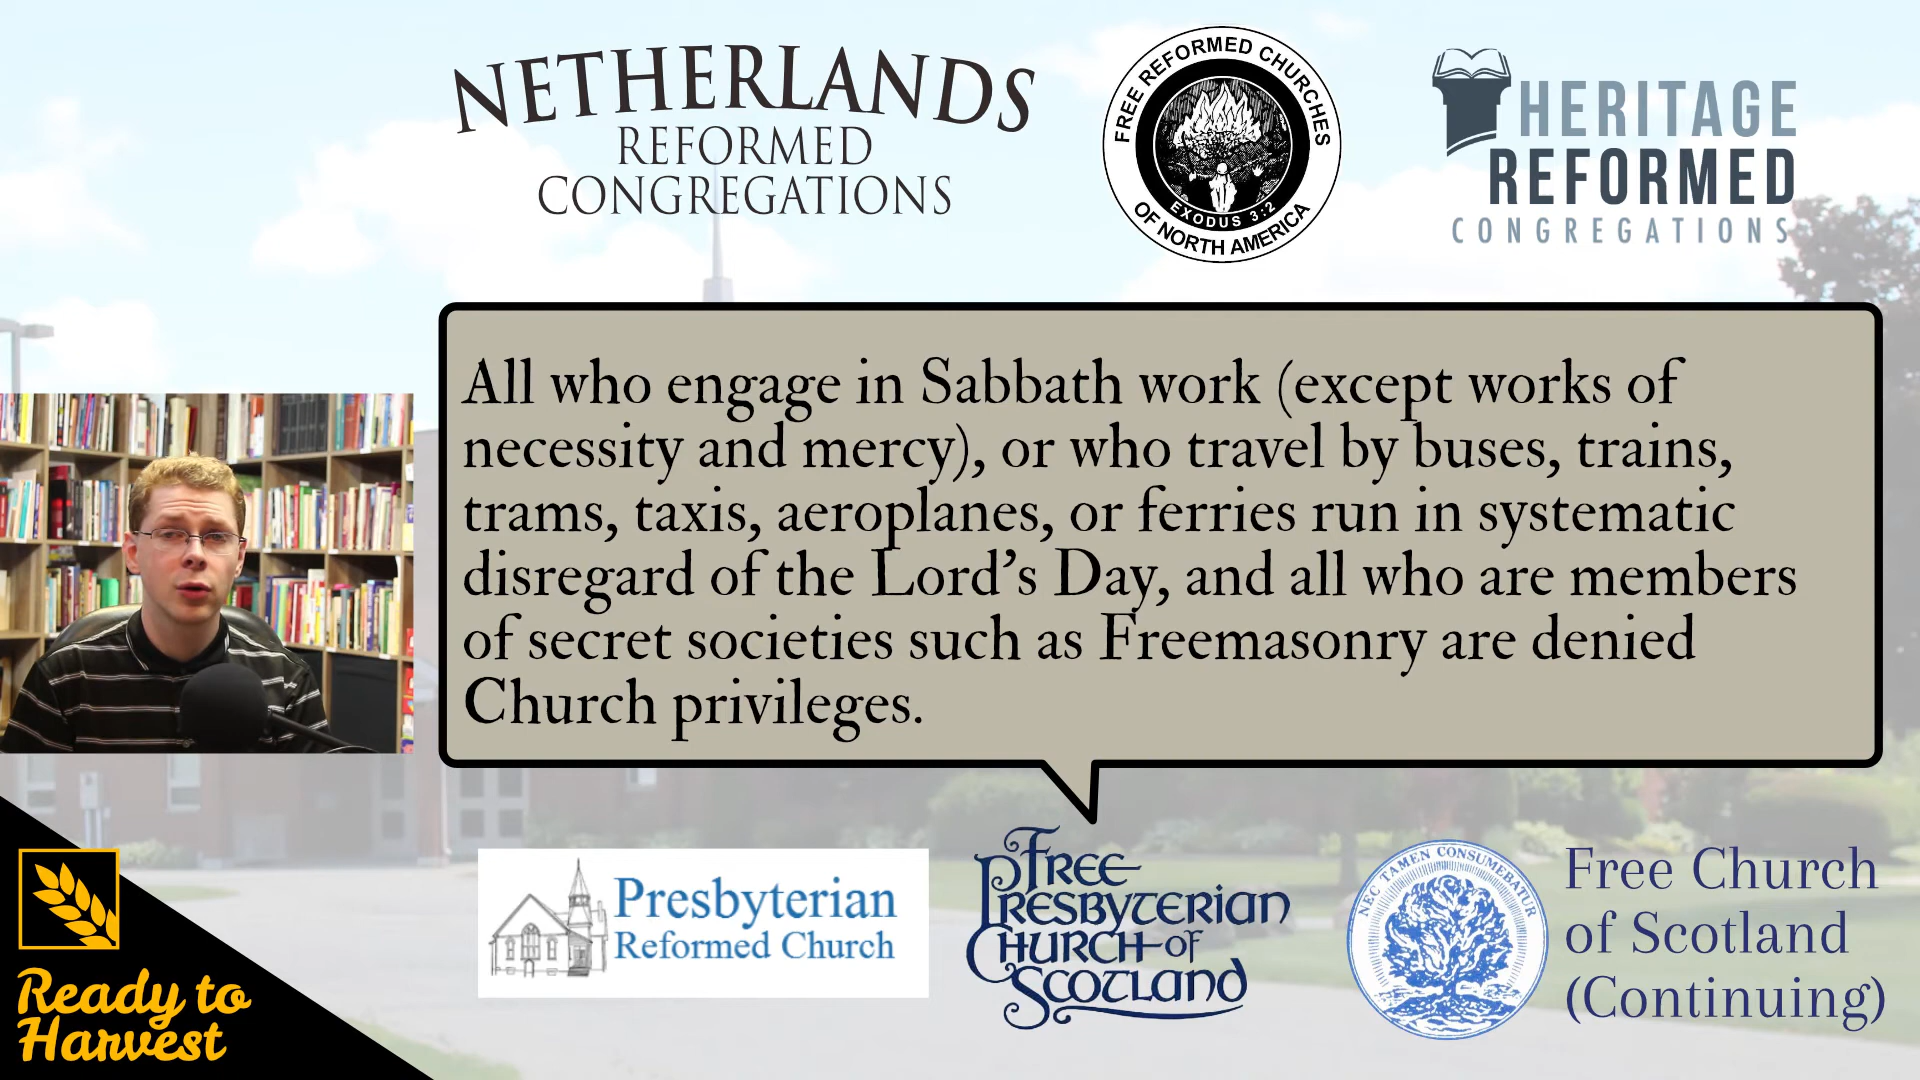 NETHERLANDS
REFORMED
CONGREGATIONS
FREE REFORMED CHURCHES
OF NORTH AMERICA
EXODUS 3:2
HERITAGE
REFORMED
CONGREGATIONS
All who engage in Sabbath work (except works of
necessity and mercy), or who travel by buses, trains,
trams, taxis, aeroplanes, or ferries run in systematic
disregard of the Lord's Day, and all who are members
of secret societies such as Freemasonry are denied
Church privileges.
Presbyterian
Reformed Church
FREE
PRESBYTERIAN
CHURCH OF
SCOTLAND
NEC TAMEN CONSUMEBATUR
Free Church
of Scotland
(Continuing)
Ready to
Harvest